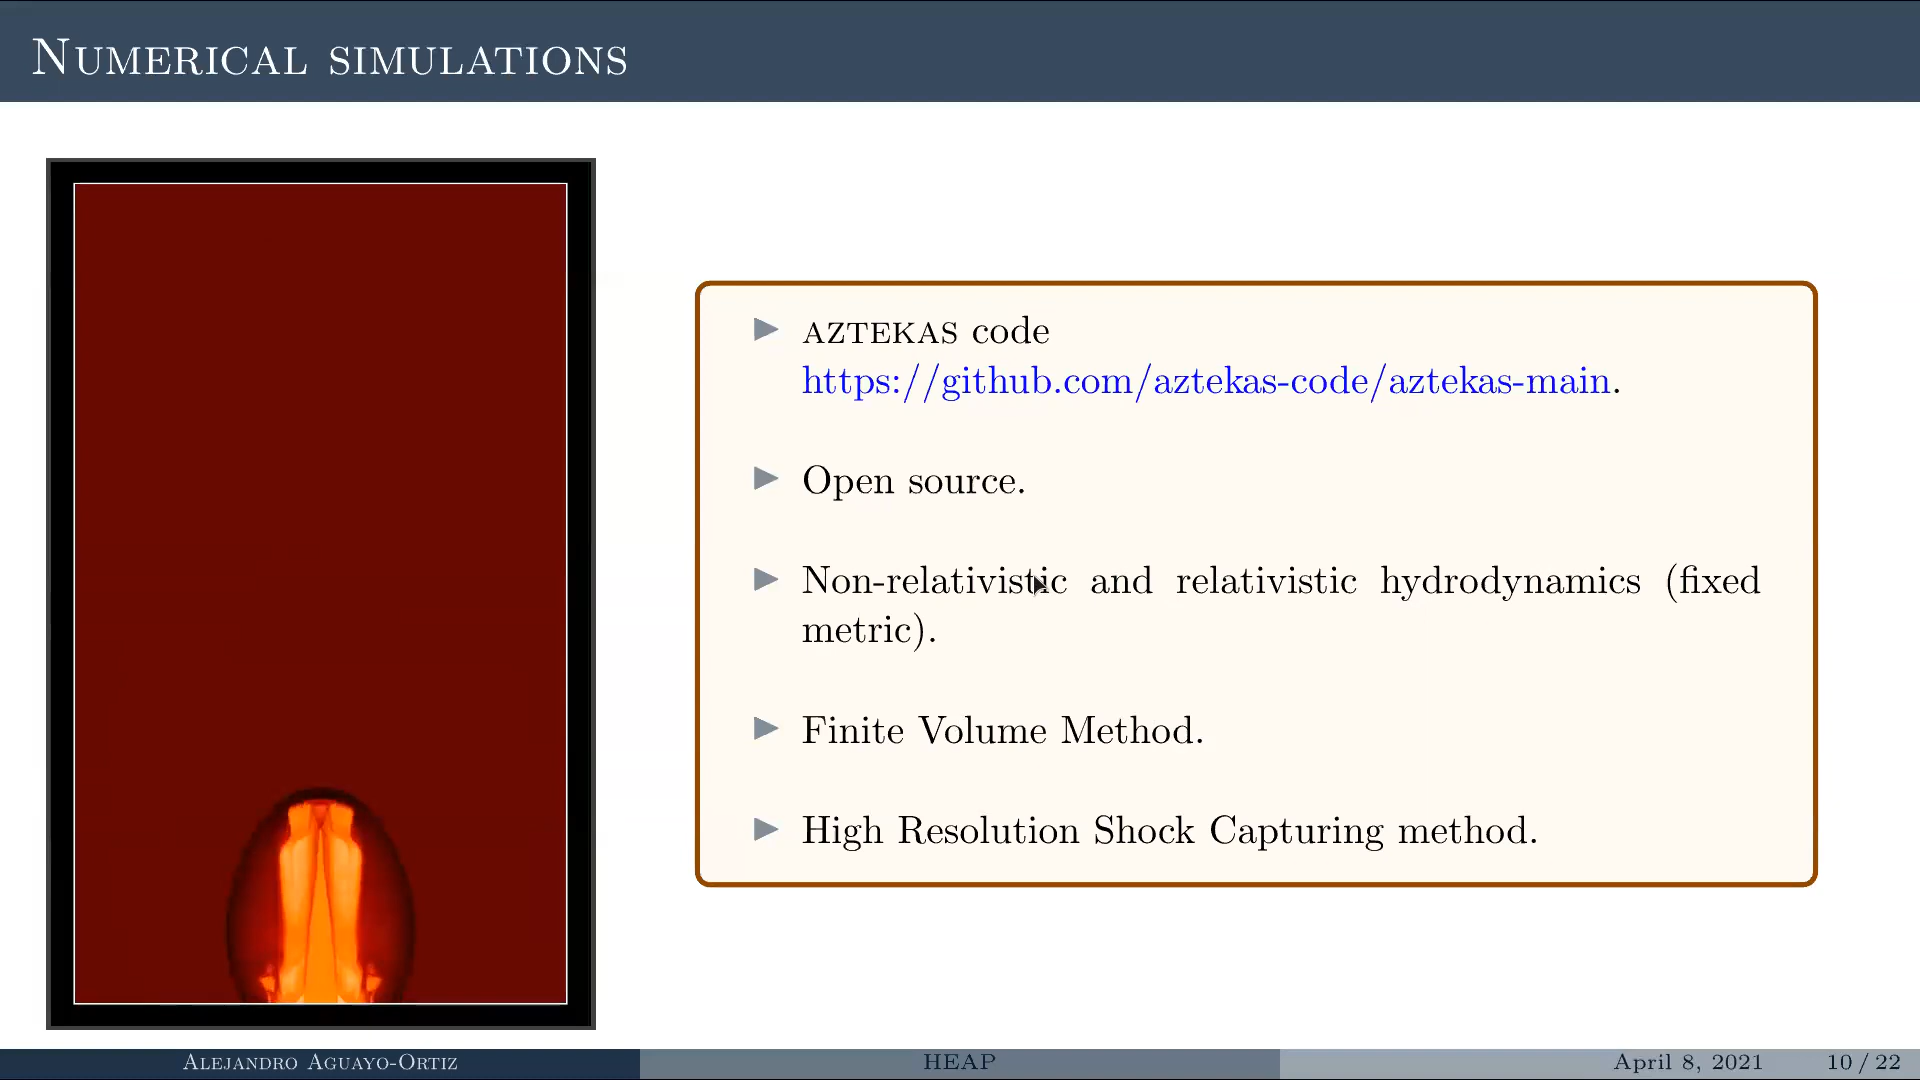 Numerical simulations
aztekas code
https://github.com/aztekas-code/aztekas-main.
Open source.
Non-relativistic and relativistic hydrodynamics (fixed
metric).
Finite Volume Method.
High Resolution Shock Capturing method.
Alejandro Aguayo-Ortiz
HEAP
April 8, 2021
10 / 22